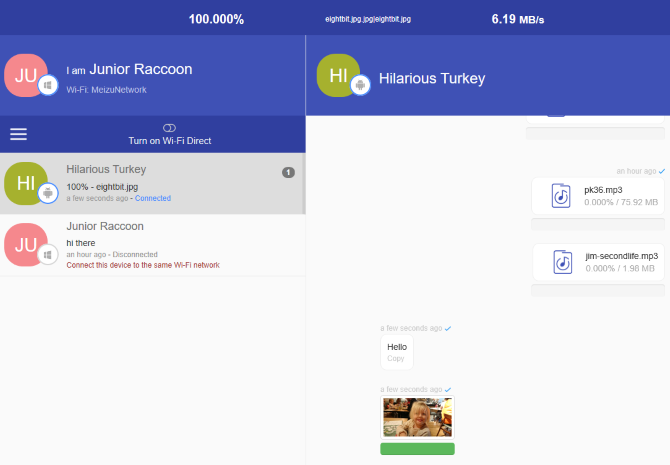 100.000%
eightbit.jpg.jpg|eightbit.jpg
6.19 MB/s
JU
I am Junior Raccoon
Wi-Fi: MeizuNetwork
HI
Hilarious Turkey
Turn on Wi-Fi Direct
HI
Hilarious Turkey
1
100% - eightbit.jpg
a few seconds ago - Connected
JU
Junior Raccoon
hi there
an hour ago - Disconnected
Connect this device to the same Wi-Fi network
an hour ago
pk36.mp3
0.000% / 75.92 MB
jim-secondlife.mp3
0.000% / 1.98 MB
a few seconds ago
Hello
Copy
a few seconds ago